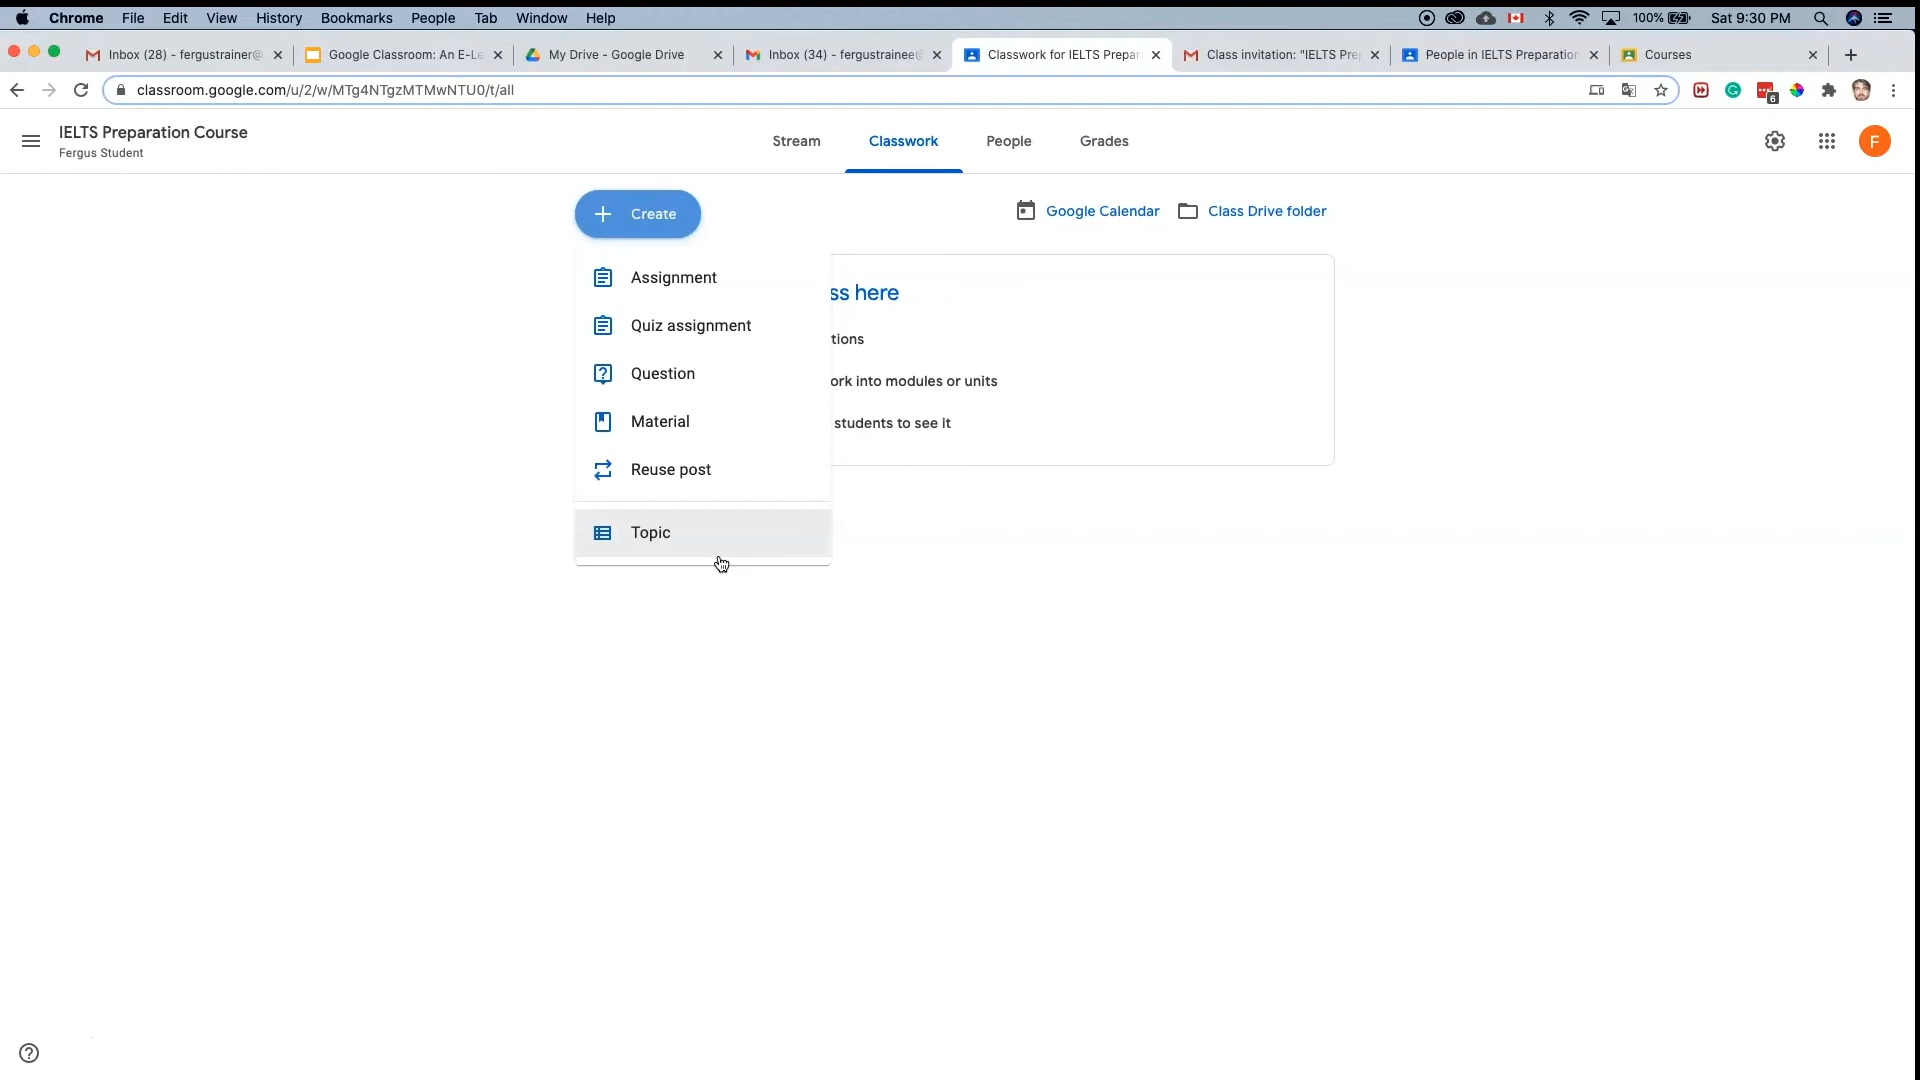 Chrome File Edit View History Bookmarks People Tab Window Help 100% Sat 9:30 PM
Inbox (28) - fergustrainer@ Google Classroom: An E-Le My Drive - Google Drive Inbox (34) - fergustrainee@ Classwork for IELTS Prepar Class invitation: "IELTS Pre People in IELTS Preparation Courses
classroom.google.com/u/2/w/MTg4NTgzMTMwNTU0/t/all 6
IELTS Preparation Course
Fergus Student
Stream Classwork People Grades F
Create Google Calendar Class Drive folder
Assignment
ss here
Quiz assignment
tions
Question
ork into modules or units
Material
students to see it
Reuse post
Topic